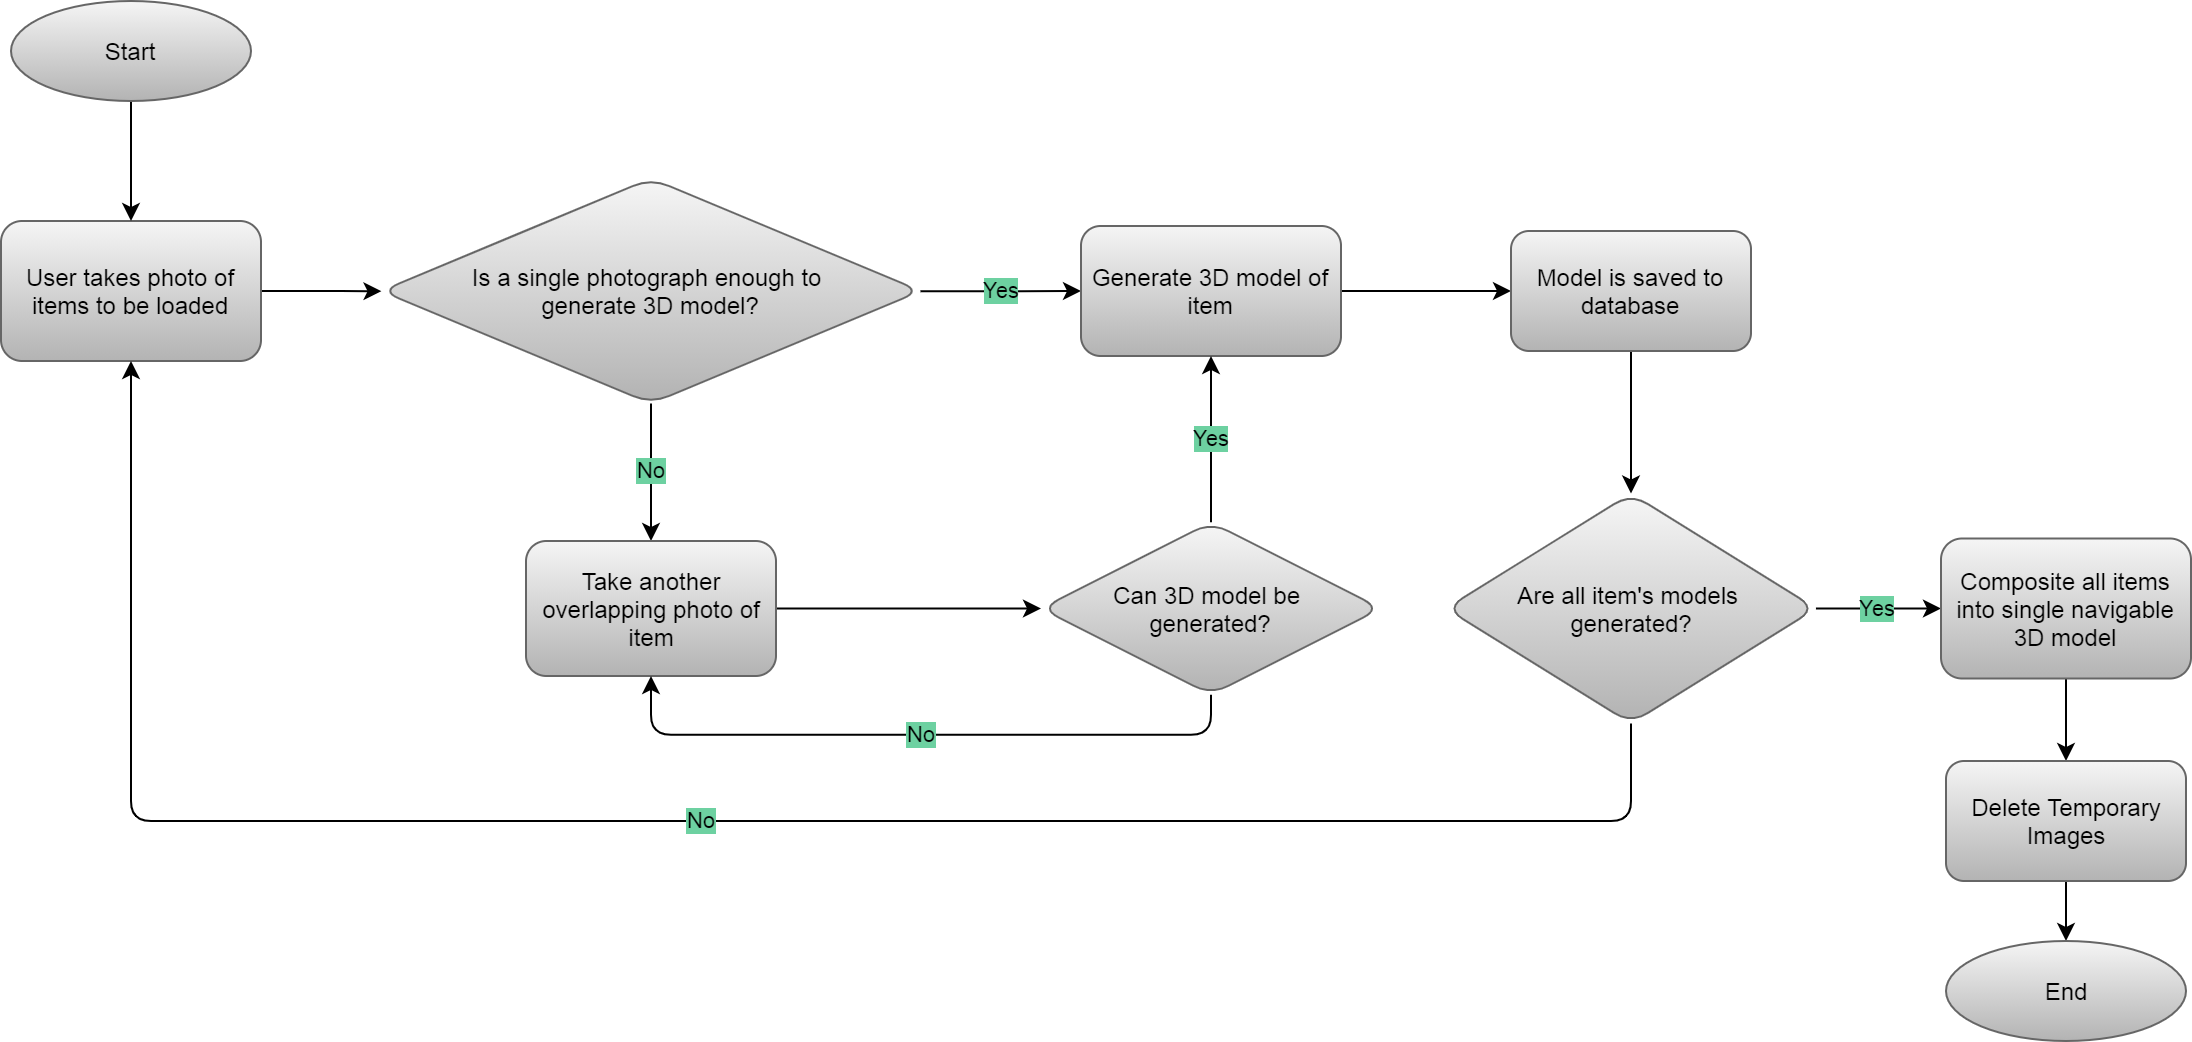 Start
User takes photo of
items to be loaded
Is a single photograph enough to
generate 3D model?
Yes
Generate 3D model of
item
Model is saved to
database
No
Yes
Take another
overlapping photo of
item
Can 3D model be
generated?
No
Are all item's models
generated?
Yes
Composite all items
into single navigable
3D model
No
Delete Temporary
Images
End